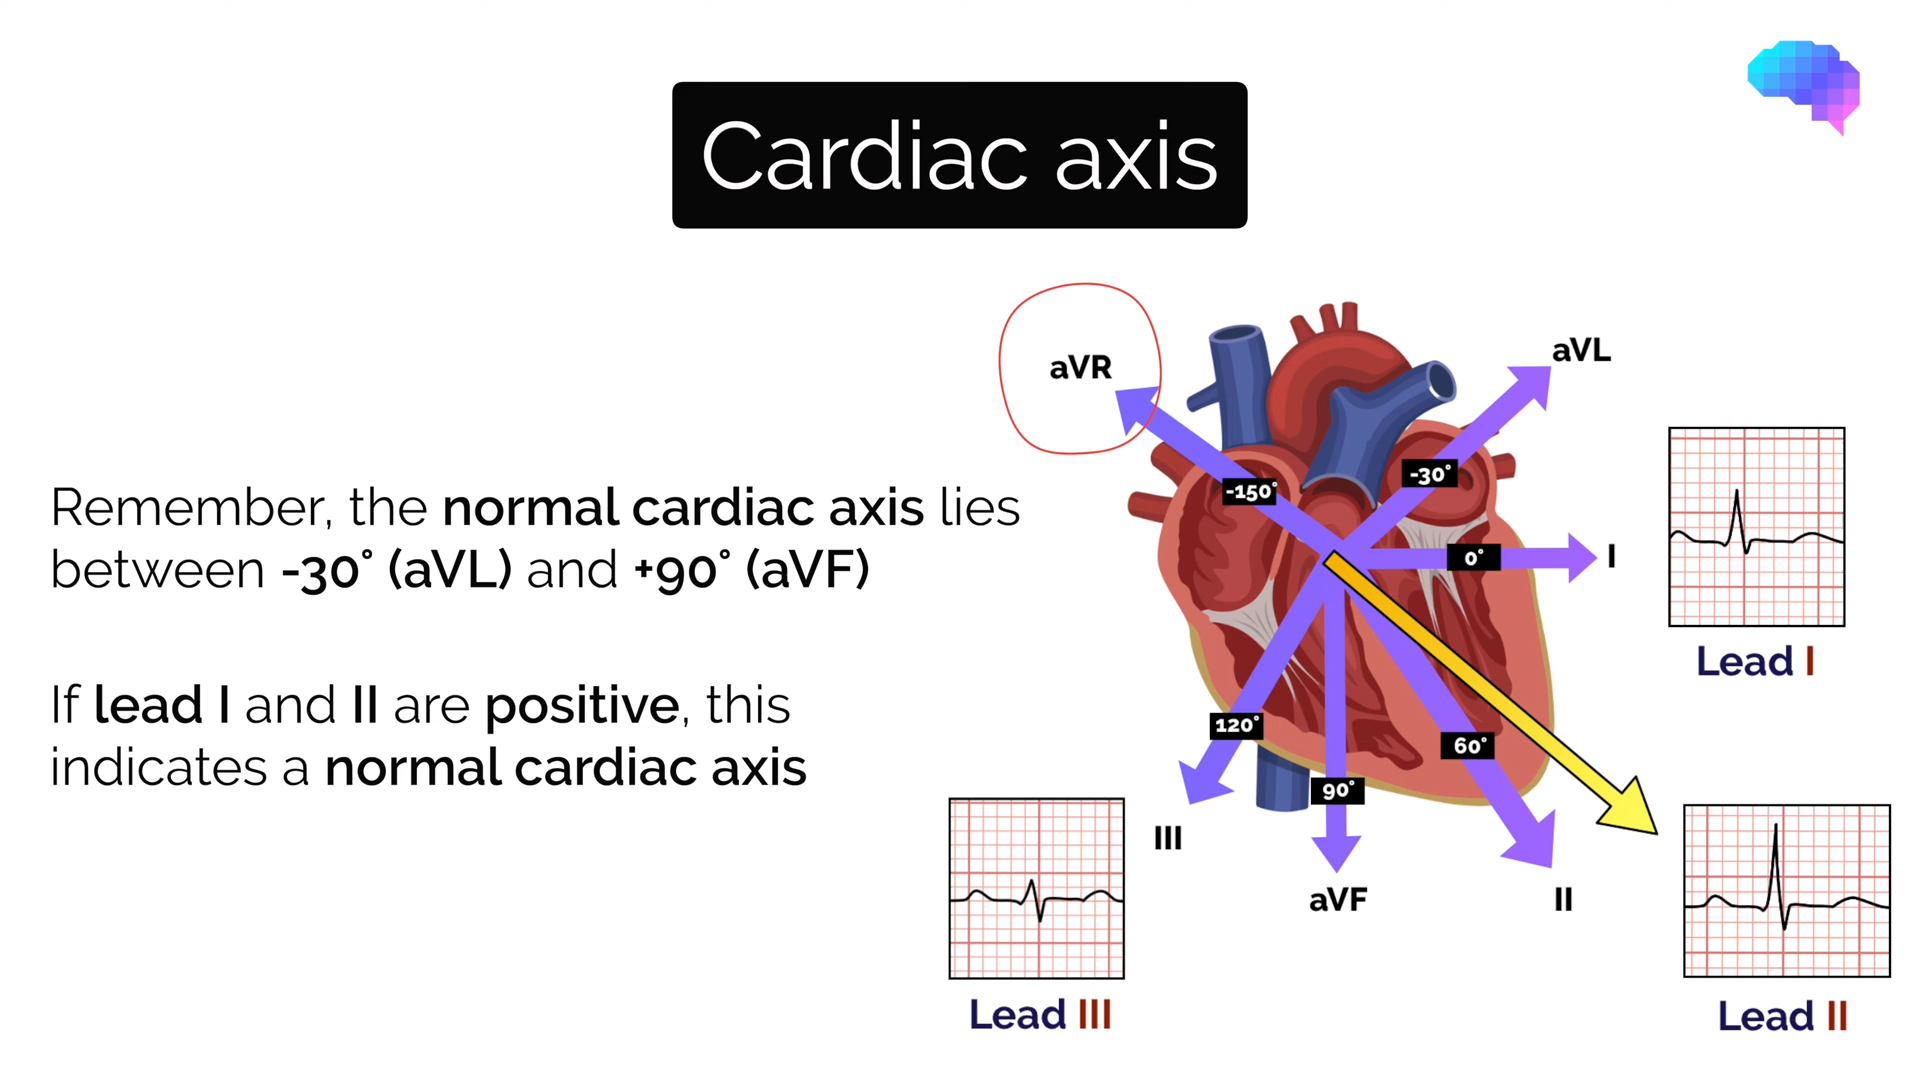 Cardiac axis
Remember, the normal cardiac axis lies
between -30° (aVL) and +90° (aVF)
If lead I and II are positive, this
indicates a normal cardiac axis
aVR
aVL
-150°
-30°
0°
I
120°
60°
90°
III
aVF
II
Lead I
Lead III
Lead II